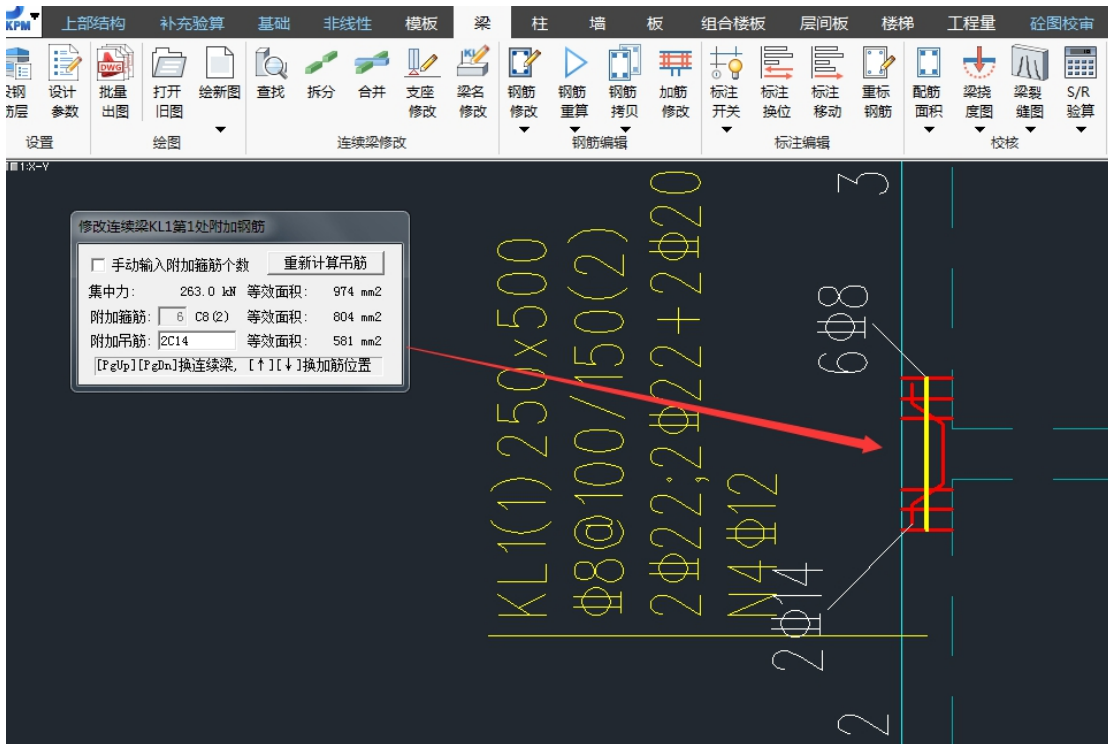 KPM
上部结构 补充验算 基础 非线性 模板 梁 柱 墙 板 组合楼板 层间板 楼梯 工程量 砼图校审
设计 批量 打开 绘新图 查找 拆分 合并 支座 梁名 钢筋 钢筋 钢筋 加筋 标注 标注 标注 重标 配筋 梁挠 梁裂 S/R
筋层 参数 出图 旧图 修改 修改 修改 重算 拷贝 修改 开关 换位 移动 钢筋 面积 度图 缝图 验算
设置 绘图 连续梁修改 钢筋编辑 标注编辑 校核
1:X-Y
修改连续梁KL1第1处附加钢筋
手动输入附加箍筋个数 重新计算吊筋
集中力: 263.0 kN 等效面积: 974 mm2
附加箍筋: 6 C8(2) 等效面积: 804 mm2
附加吊筋: 2C14 等效面积: 581 mm2
[PgUp][PgDn]换连续梁, [↑][↓]换加筋位置
KL1(1) 250x500
Φ8@100/150(2)
2Φ22;2Φ22+2Φ20
N4Φ12
2Φ14
6Φ8
3
2